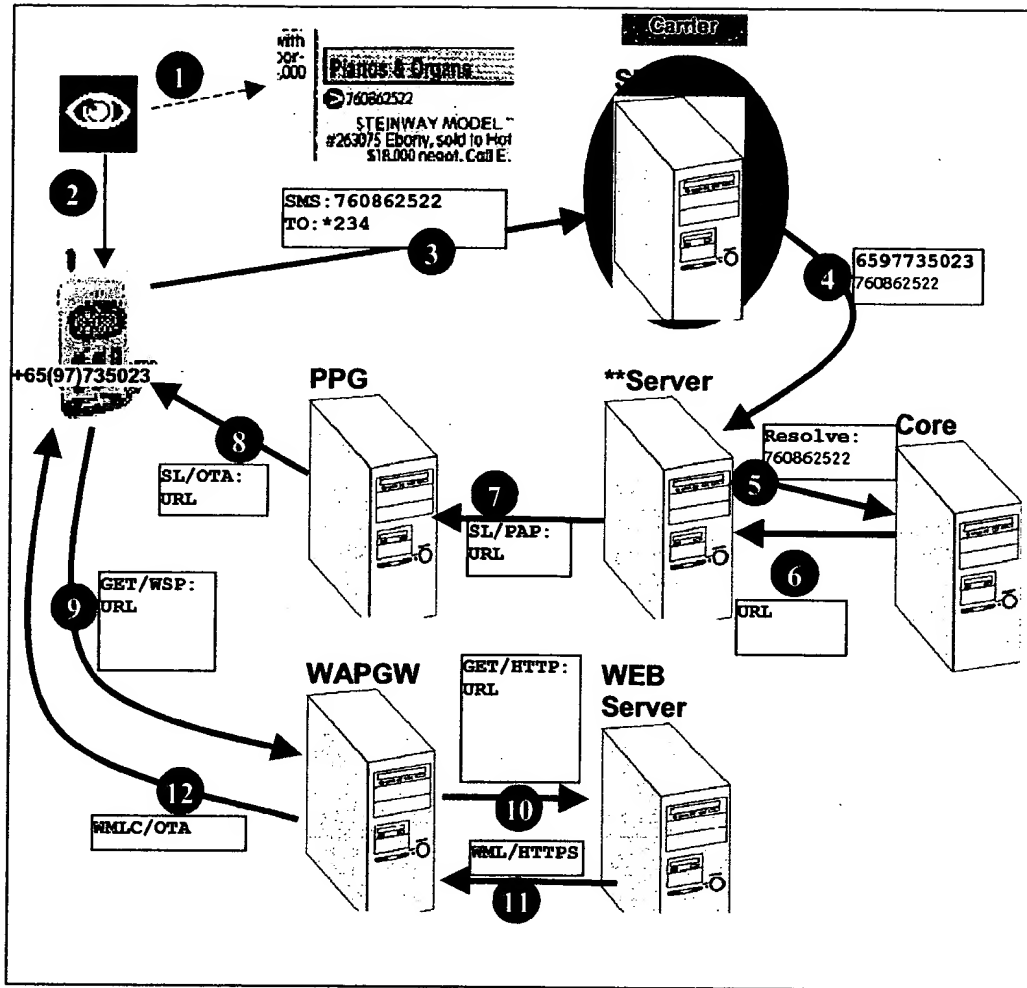 Carrier
with
por-
,000
Pianos & Organs
760862522
STEINWAY MODEL
#263075 Ebony, sold to Hot
$18,000 negot. Call E.
1
2
SMS:760862522
TO:*234
3
4
6597735023
760862522
+65(97)735023
PPG
**Server
Core
Resolve:
760862522
5
8
SL/OTA:
URL
7
SL/PAP:
URL
6
URL
9
GET/WSP:
URL
WAPGW
GET/HTTP:
URL
WEB
Server
12
WMLC/OTA
10
WML/HTTPS
11